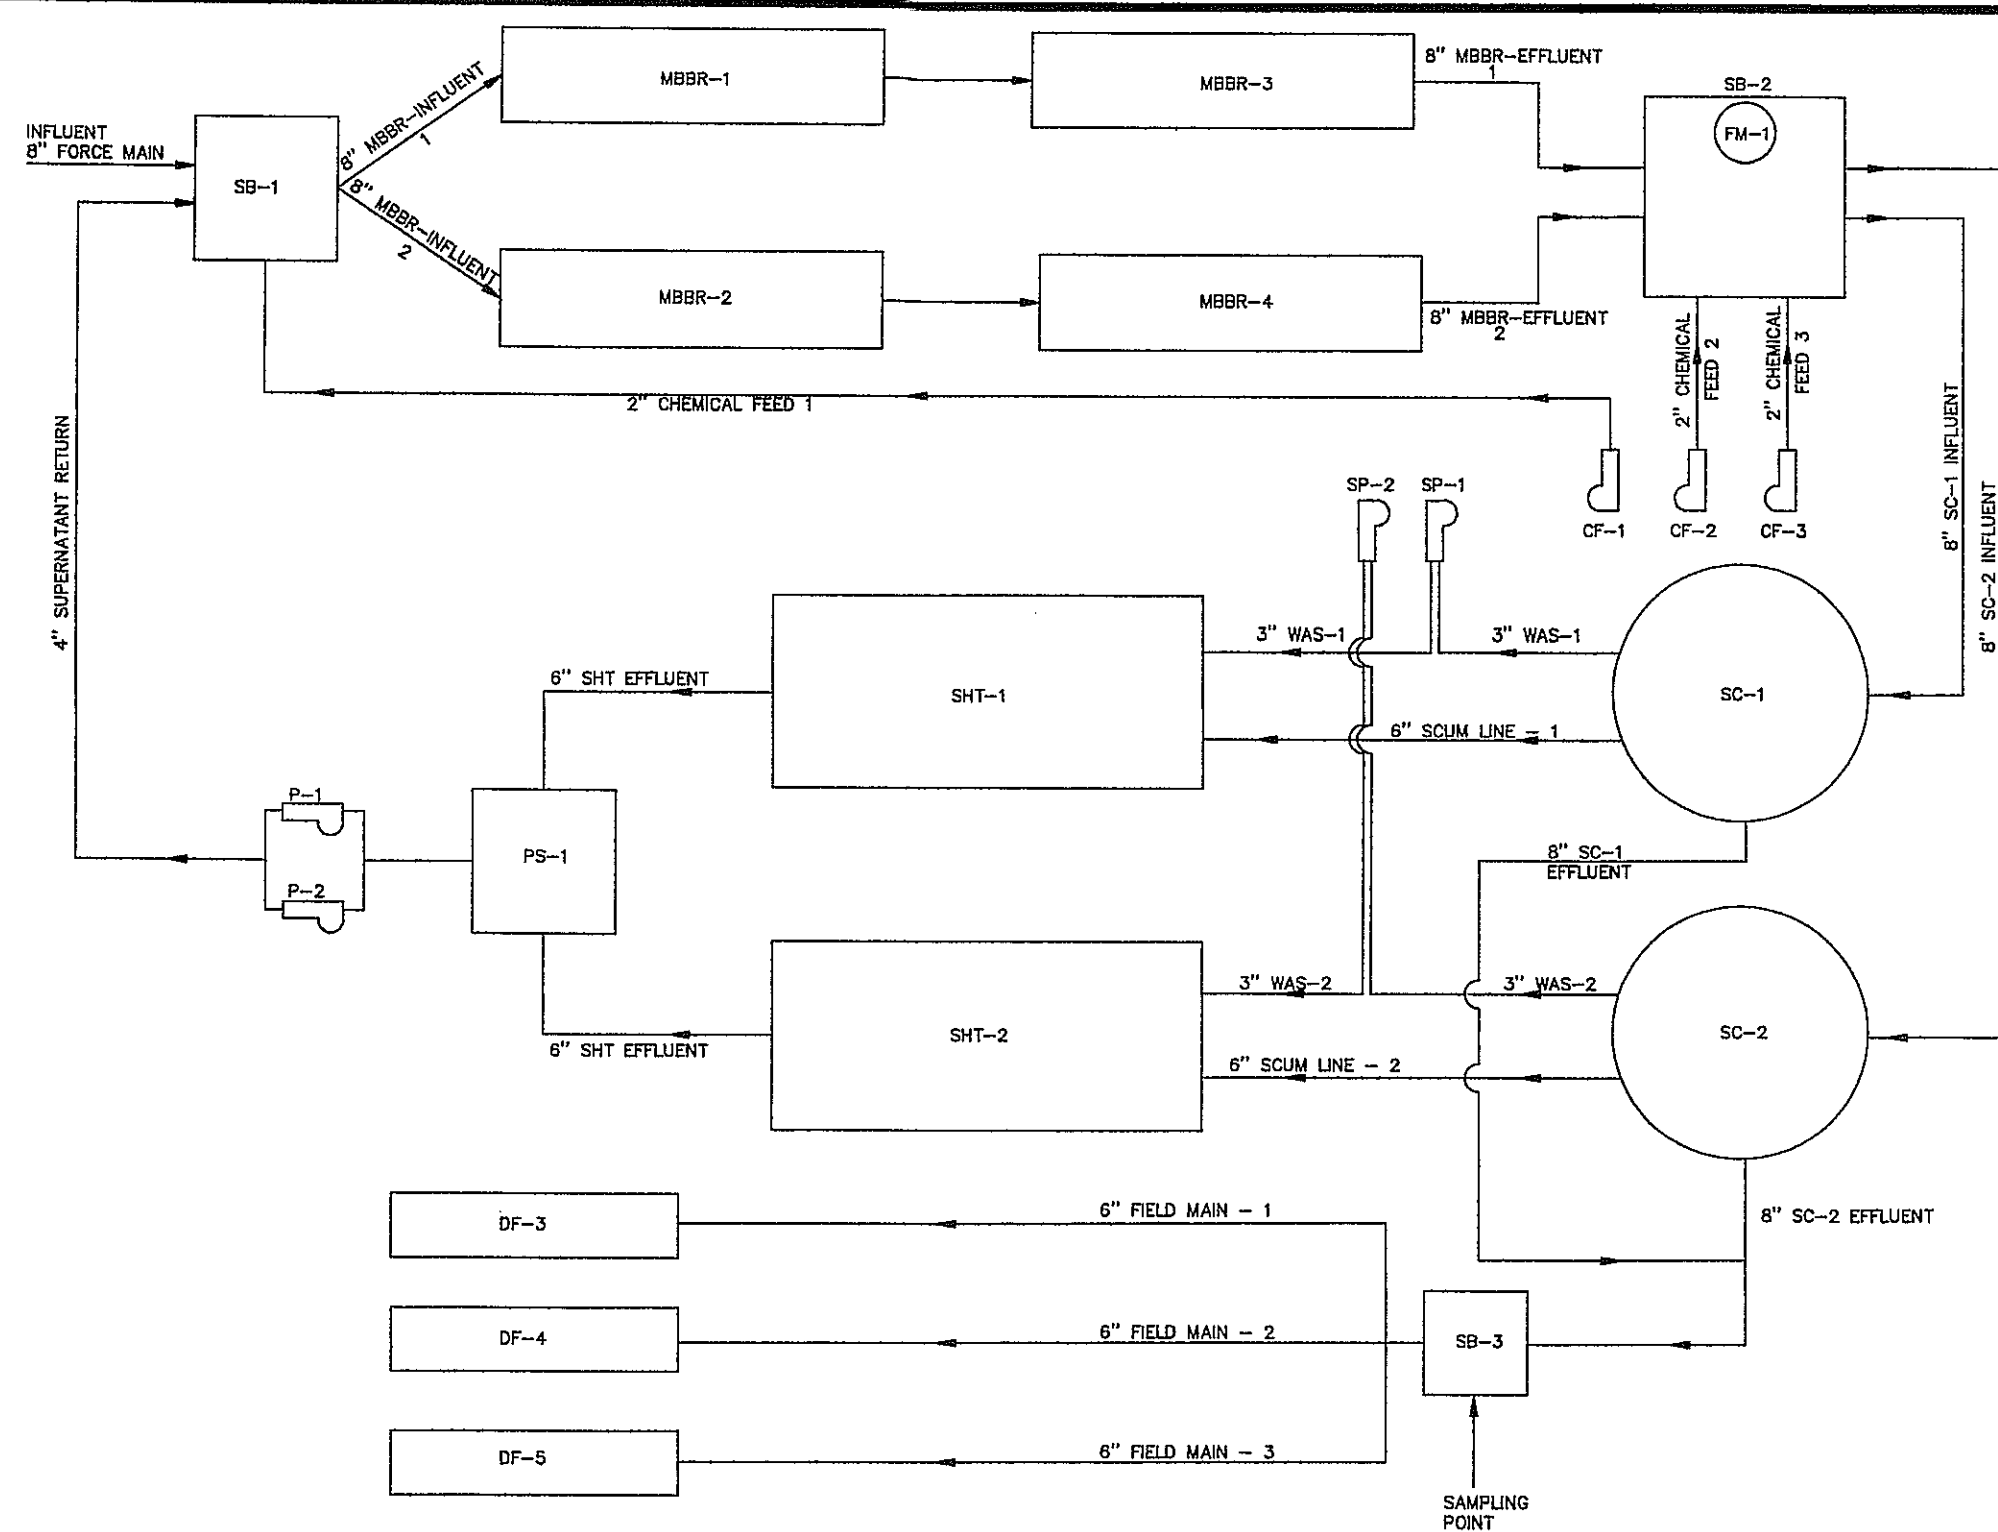 8" MBBR-EFFLUENT
1
SB-2
FM-1
MBBR-1
MBBR-3
8" MBBR-INFLUENT
1
INFLUENT
8" FORCE MAIN
SB-1
8" MBBR-INFLUENT
2
MBBR-2
MBBR-4
8" MBBR-EFFLUENT
2
2" CHEMICAL
FEED 2
2" CHEMICAL
FEED 3
2" CHEMICAL FEED 1
4" SUPERNATANT RETURN
8" SC-1 INFLUENT
8" SC-2 INFLUENT
SP-2
SP-1
CF-1
CF-2
CF-3
3" WAS-1
3" WAS-1
6" SHT EFFLUENT
SHT-1
SC-1
6" SCUM LINE - 1
P-1
PS-1
8" SC-1
EFFLUENT
P-2
3" WAS-2
3" WAS-2
SHT-2
SC-2
6" SHT EFFLUENT
6" SCUM LINE - 2
DF-3
6" FIELD MAIN - 1
8" SC-2 EFFLUENT
DF-4
6" FIELD MAIN - 2
SB-3
DF-5
6" FIELD MAIN - 3
SAMPLING
POINT